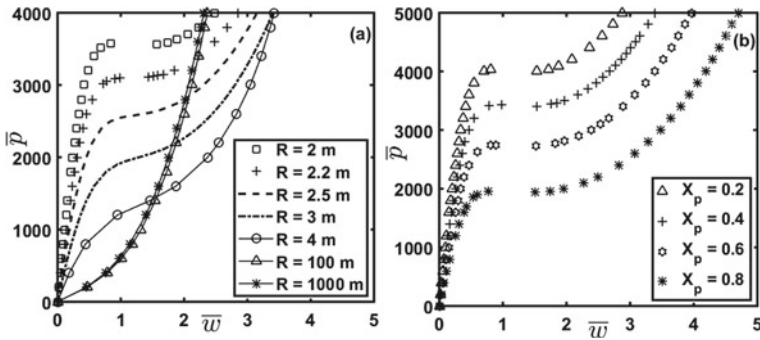 (a)
4000
3000
2000
1000
0
p̅
0 1 2 3 4 5
w̅
R = 2 m
R = 2.2 m
R = 2.5 m
R = 3 m
R = 4 m
R = 100 m
R = 1000 m
(b)
5000
4000
3000
2000
1000
0
p̅
0 1 2 3 4 5
w̅
X_p = 0.2
X_p = 0.4
X_p = 0.6
X_p = 0.8